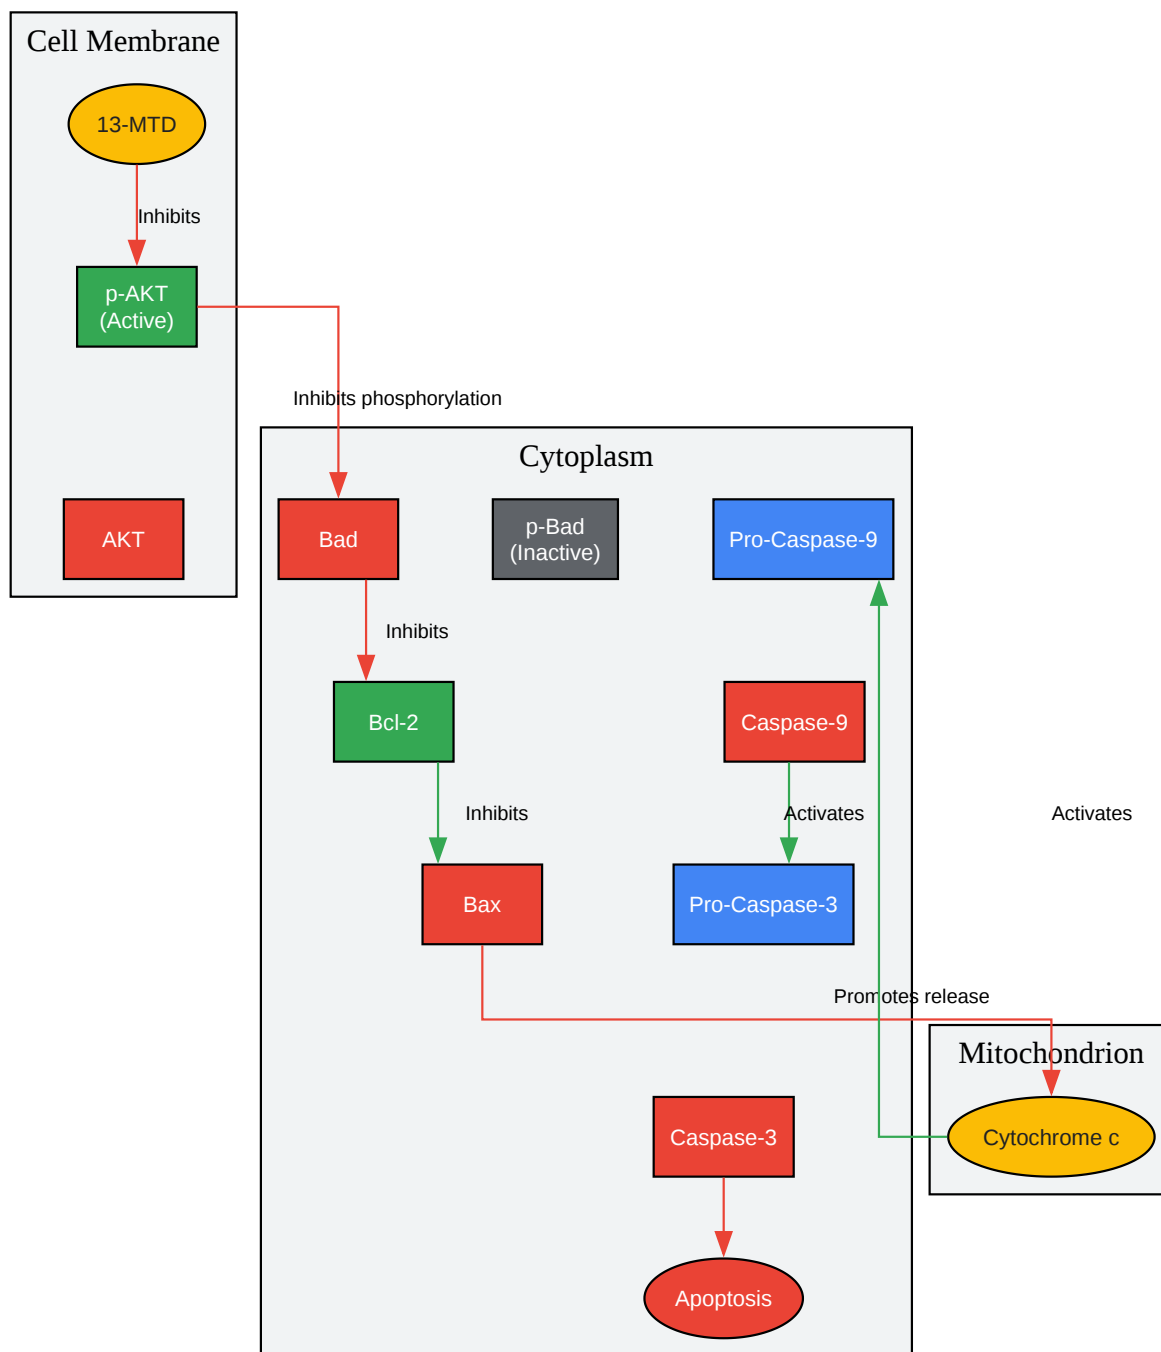 Cell Membrane
13-MTD
Inhibits
p-AKT
(Active)
Inhibits phosphorylation
Cytoplasm
AKT
Bad
p-Bad
(Inactive)
Pro-Caspase-9
Inhibits
Bcl-2
Caspase-9
Inhibits
Activates
Activates
Bax
Pro-Caspase-3
Promotes release
Mitochondrion
Caspase-3
Cytochrome c
Apoptosis